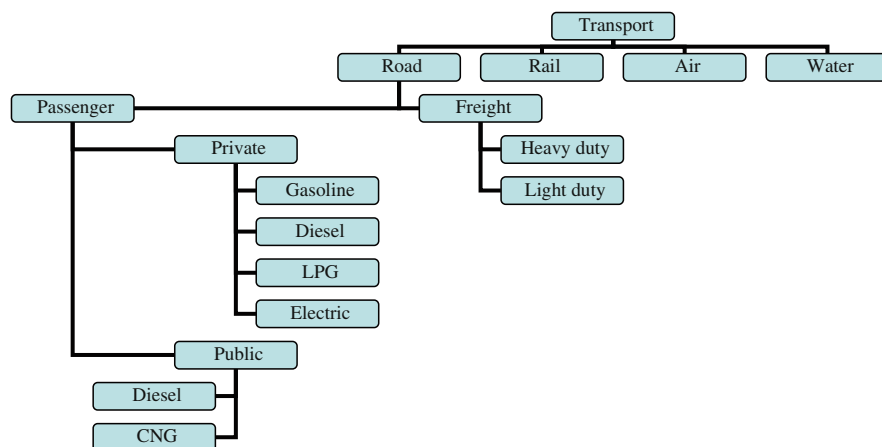 Transport
Road
Rail
Air
Water
Passenger
Freight
Private
Heavy duty
Gasoline
Light duty
Diesel
LPG
Electric
Public
Diesel
CNG